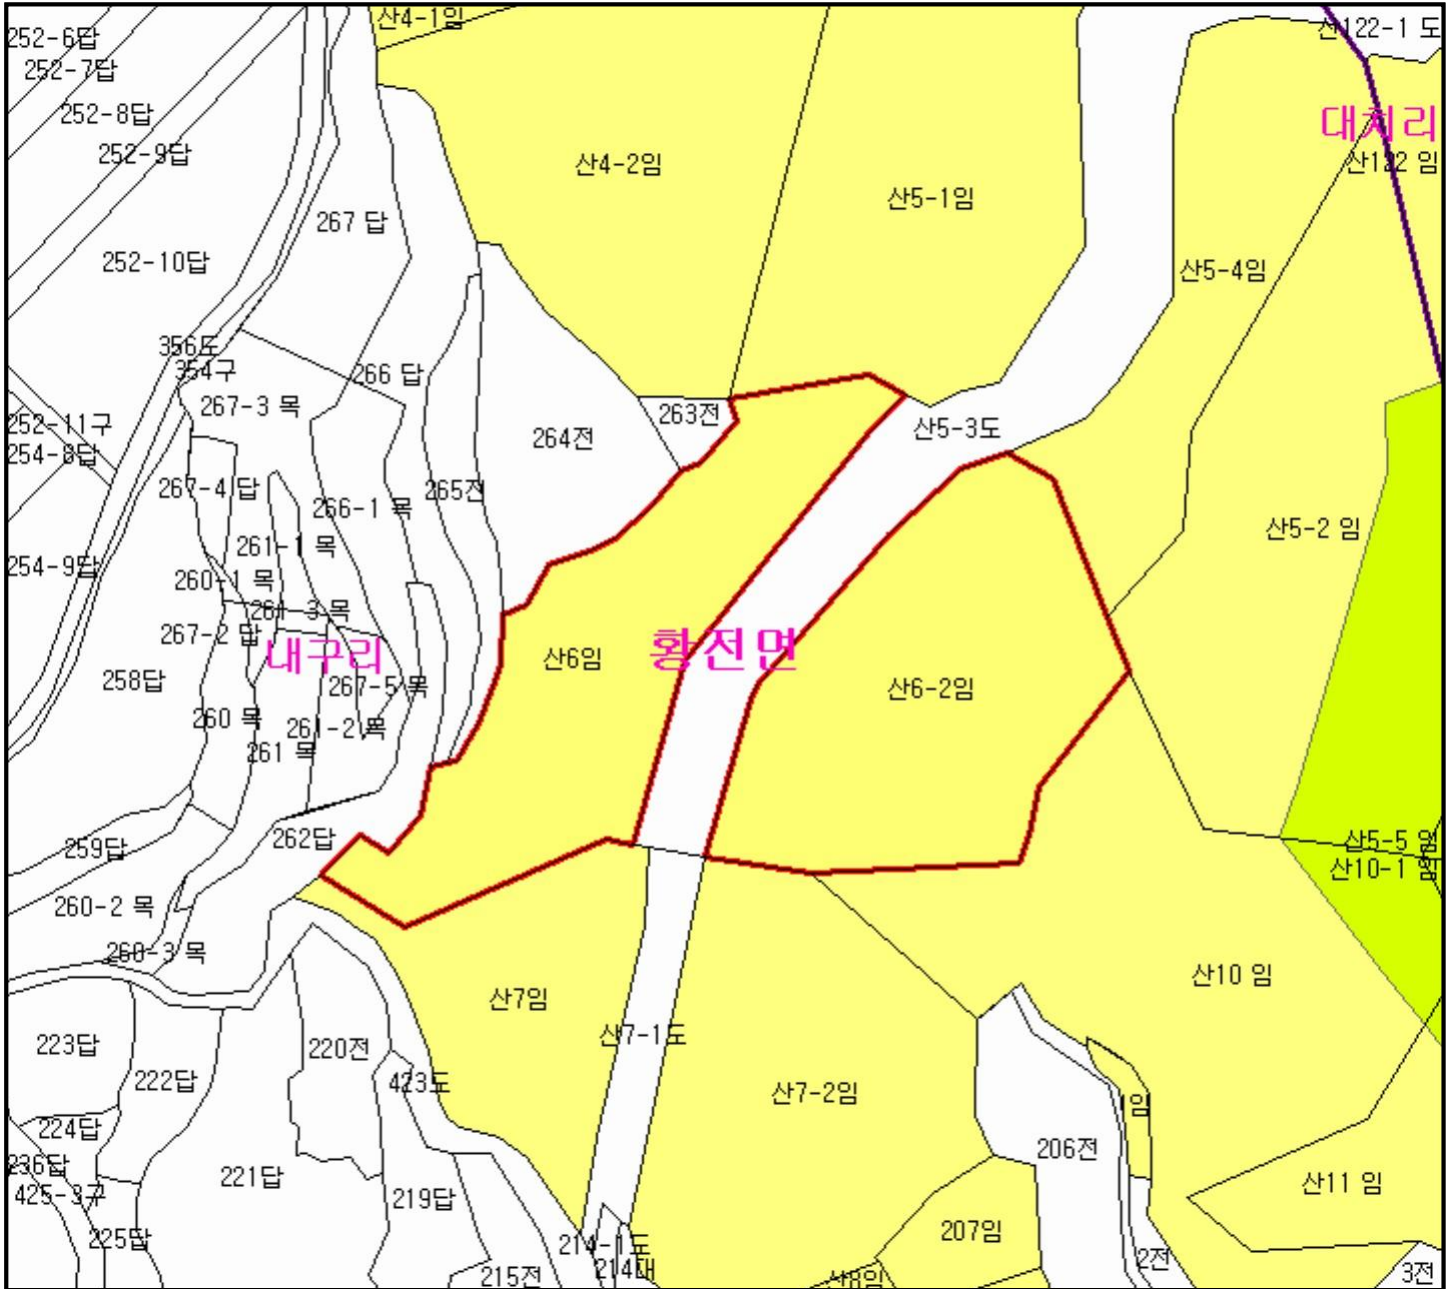 산4-1임
산122-1 도
252-6답
252-7답
252-8답
대치리
252-9답
산4-2임
산122 임
산5-1임
267 답
252-10답
산5-4임
356도
354구
266 답
267-3 목
263전
252-11구
산5-3도
264전
254-8답
267-4 답
265전
266-1 목
산5-2 임
261-1 목
254-9답
260-1 목
261-3 목
267-2 답
내구리
황전면
산6임
258답
267-5 목
산6-2임
260 목
261-2 목
261 목
262답
산5-5 임
259답
산10-1 임
260-2 목
260-3 목
산10 임
산7임
산7-1도
223답
220전
222답
423도
산7-2임
임
224답
206전
236답
221답
산11 임
425-3구
219답
207임
225답
214-1도
2전
215전
214대
산8임
3전